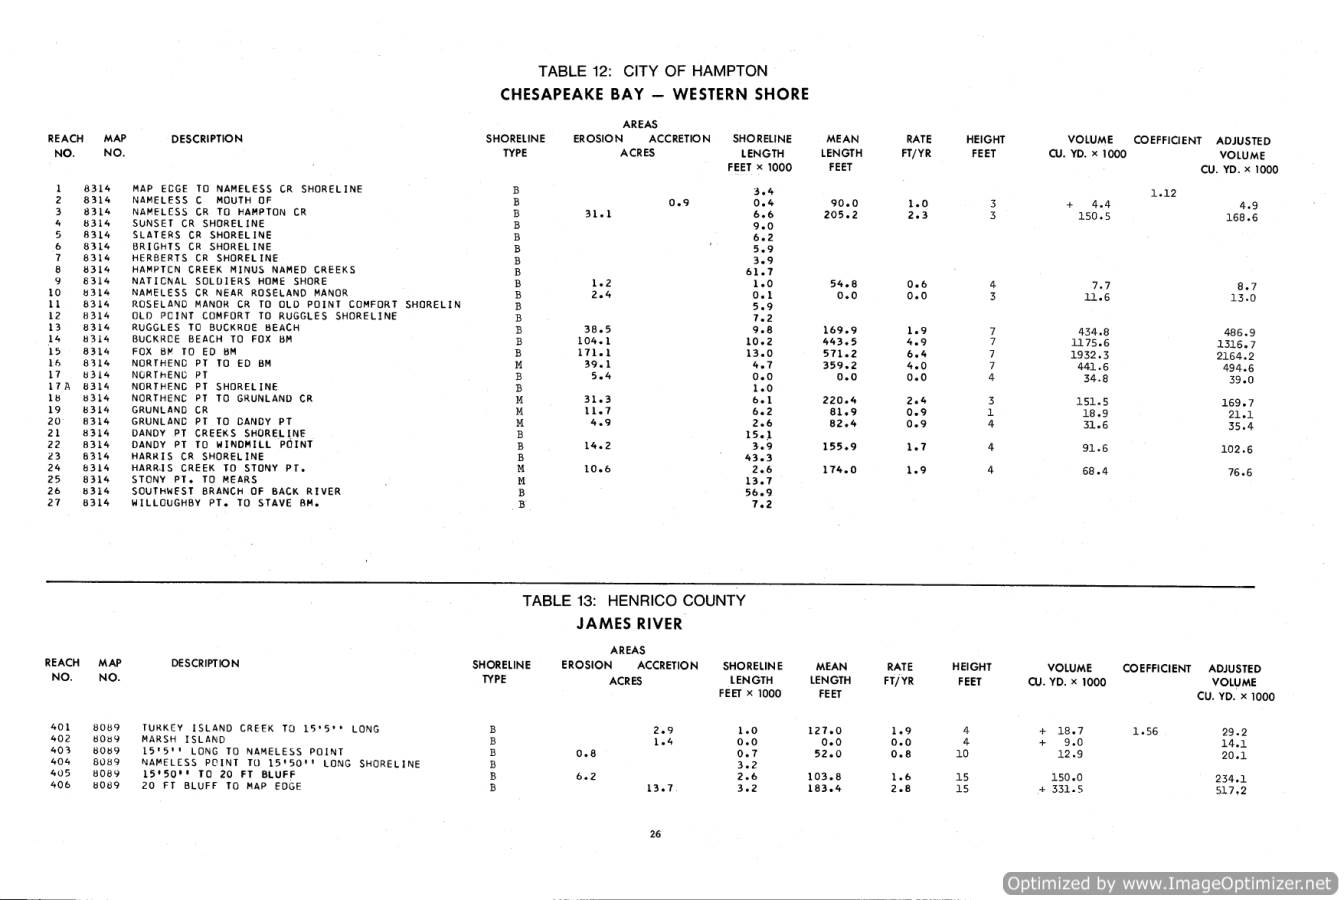 TABLE 12: CITY OF HAMPTON
CHESAPEAKE BAY — WESTERN SHORE
AREAS
REACH MAP DESCRIPTION SHORELINE EROSION ACCRETION SHORELINE MEAN RATE HEIGHT VOLUME COEFFICIENT ADJUSTED
NO. NO. TYPE ACRES LENGTH LENGTH FT/YR FEET CU. YD. × 1000 VOLUME
FEET × 1000 FEET CU. YD. × 1000
1 8314 MAP EDGE TO NAMELESS CR SHORELINE B 3.4 1.12
2 8314 NAMELESS C MOUTH OF B 0.9 0.4 90.0 1.0 3 + 4.4 4.9
3 8314 NAMELESS CR TO HAMPTON CR B 31.1 6.6 205.2 2.3 3 150.5 168.6
4 8314 SUNSET CR SHORELINE B 9.0
5 8314 SLATERS CR SHORELINE B 6.2
6 8314 BRIGHTS CR SHORELINE B 5.9
7 8314 HERBERTS CR SHORELINE B 3.9
8 8314 HAMPTON CREEK MINUS NAMED CREEKS B 61.7
9 8314 NATIONAL SOLDIERS HOME SHORE B 1.2 1.0 54.8 0.6 4 7.7 8.7
10 8314 NAMELESS CR NEAR ROSELAND MANOR B 2.4 0.1 0.0 0.0 3 11.6 13.0
11 8314 ROSELAND MANOR CR TO OLD POINT COMFORT SHORELIN B 5.9
12 8314 OLD POINT COMFORT TO RUGGLES SHORELINE B 7.2
13 8314 RUGGLES TO BUCKROE BEACH B 38.5 9.8 169.9 1.9 7 434.8 486.9
14 8314 BUCKROE BEACH TO FOX BM B 104.1 10.2 443.5 4.9 7 1175.6 1316.7
15 8314 FOX BM TO ED BM B 171.1 13.0 571.2 6.4 7 1932.3 2164.2
16 8314 NORTHEND PT TO ED BM M 39.1 4.7 359.2 4.0 7 441.6 494.6
17 8314 NORTHEND PT B 5.4 0.0 0.0 0.0 4 34.8 39.0
17A 8314 NORTHEND PT SHORELINE B 1.0
18 8314 NORTHEND PT TO GRUNLAND CR M 31.3 6.1 220.4 2.4 3 151.5 169.7
19 8314 GRUNLAND CR M 11.7 6.2 81.9 0.9 1 18.9 21.1
20 8314 GRUNLAND PT TO DANDY PT M 4.9 2.6 82.4 0.9 4 31.6 35.4
21 8314 DANDY PT CREEKS SHORELINE B 15.1
22 8314 DANDY PT TO WINDMILL POINT B 14.2 3.9 155.9 1.7 4 91.6 102.6
23 8314 HARRIS CR SHORELINE B 43.3
24 8314 HARRIS CREEK TO STONY PT. M 10.6 2.6 174.0 1.9 4 68.4 76.6
25 8314 STONY PT. TO MEARS M 13.7
26 8314 SOUTHWEST BRANCH OF BACK RIVER B 56.9
27 8314 WILLOUGHBY PT. TO STAVE BM. B 7.2
TABLE 13: HENRICO COUNTY
JAMES RIVER
AREAS
REACH MAP DESCRIPTION SHORELINE EROSION ACCRETION SHORELINE MEAN RATE HEIGHT VOLUME COEFFICIENT ADJUSTED
NO. NO. TYPE ACRES LENGTH LENGTH FT/YR FEET CU. YD. × 1000 VOLUME
FEET × 1000 FEET CU. YD. × 1000
401 8089 TURKEY ISLAND CREEK TO 15'5'' LONG B 2.9 1.0 127.0 1.9 4 + 18.7 1.56 29.2
402 8089 MARSH ISLAND B 1.4 0.0 0.0 0.0 4 + 9.0 14.1
403 8089 15'5'' LONG TO NAMELESS POINT B 0.8 0.7 52.0 0.8 10 12.9 20.1
404 8089 NAMELESS POINT TO 15'50'' LONG SHORELINE B 3.2
405 8089 15'50'' TO 20 FT BLUFF B 6.2 2.6 103.8 1.6 15 150.0 234.1
406 8089 20 FT BLUFF TO MAP EDGE B 13.7 3.2 183.4 2.8 15 + 331.5 517.2
26
Optimized by www.ImageOptimizer.net